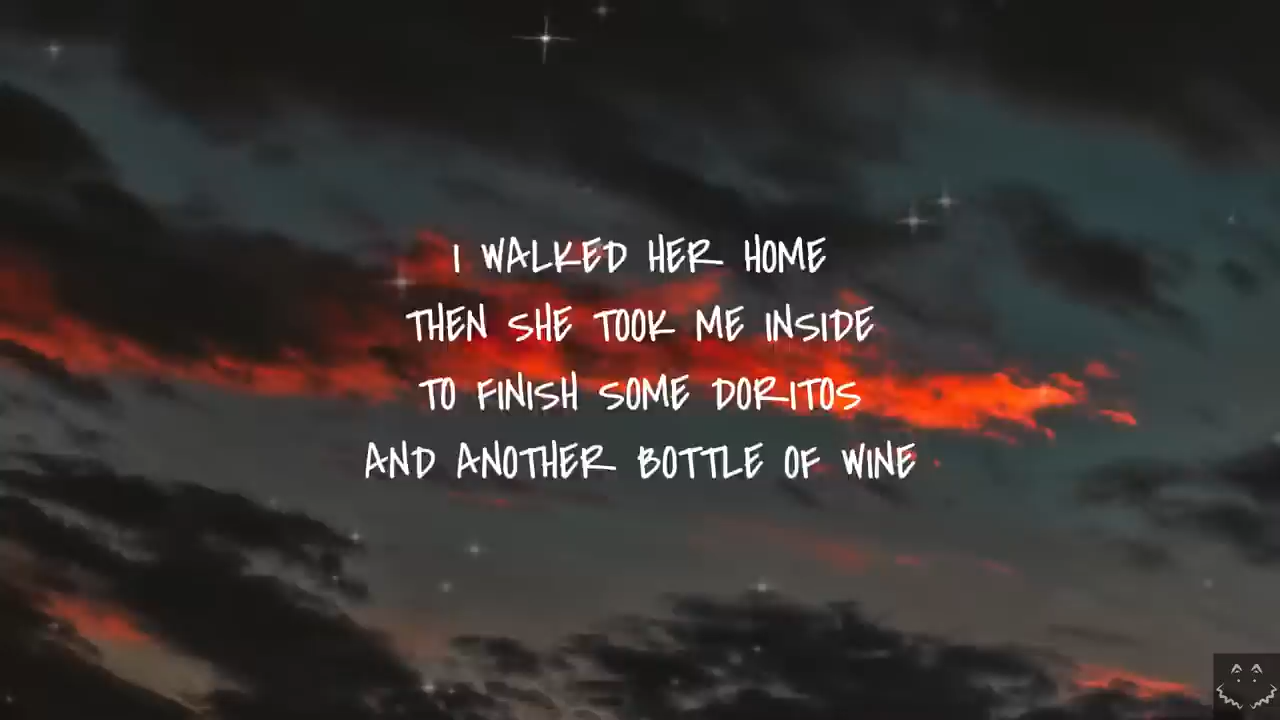 I WALKED HER HOME
THEN SHE TOOK ME INSIDE
TO FINISH SOME DORITOS
AND ANOTHER BOTTLE OF WINE